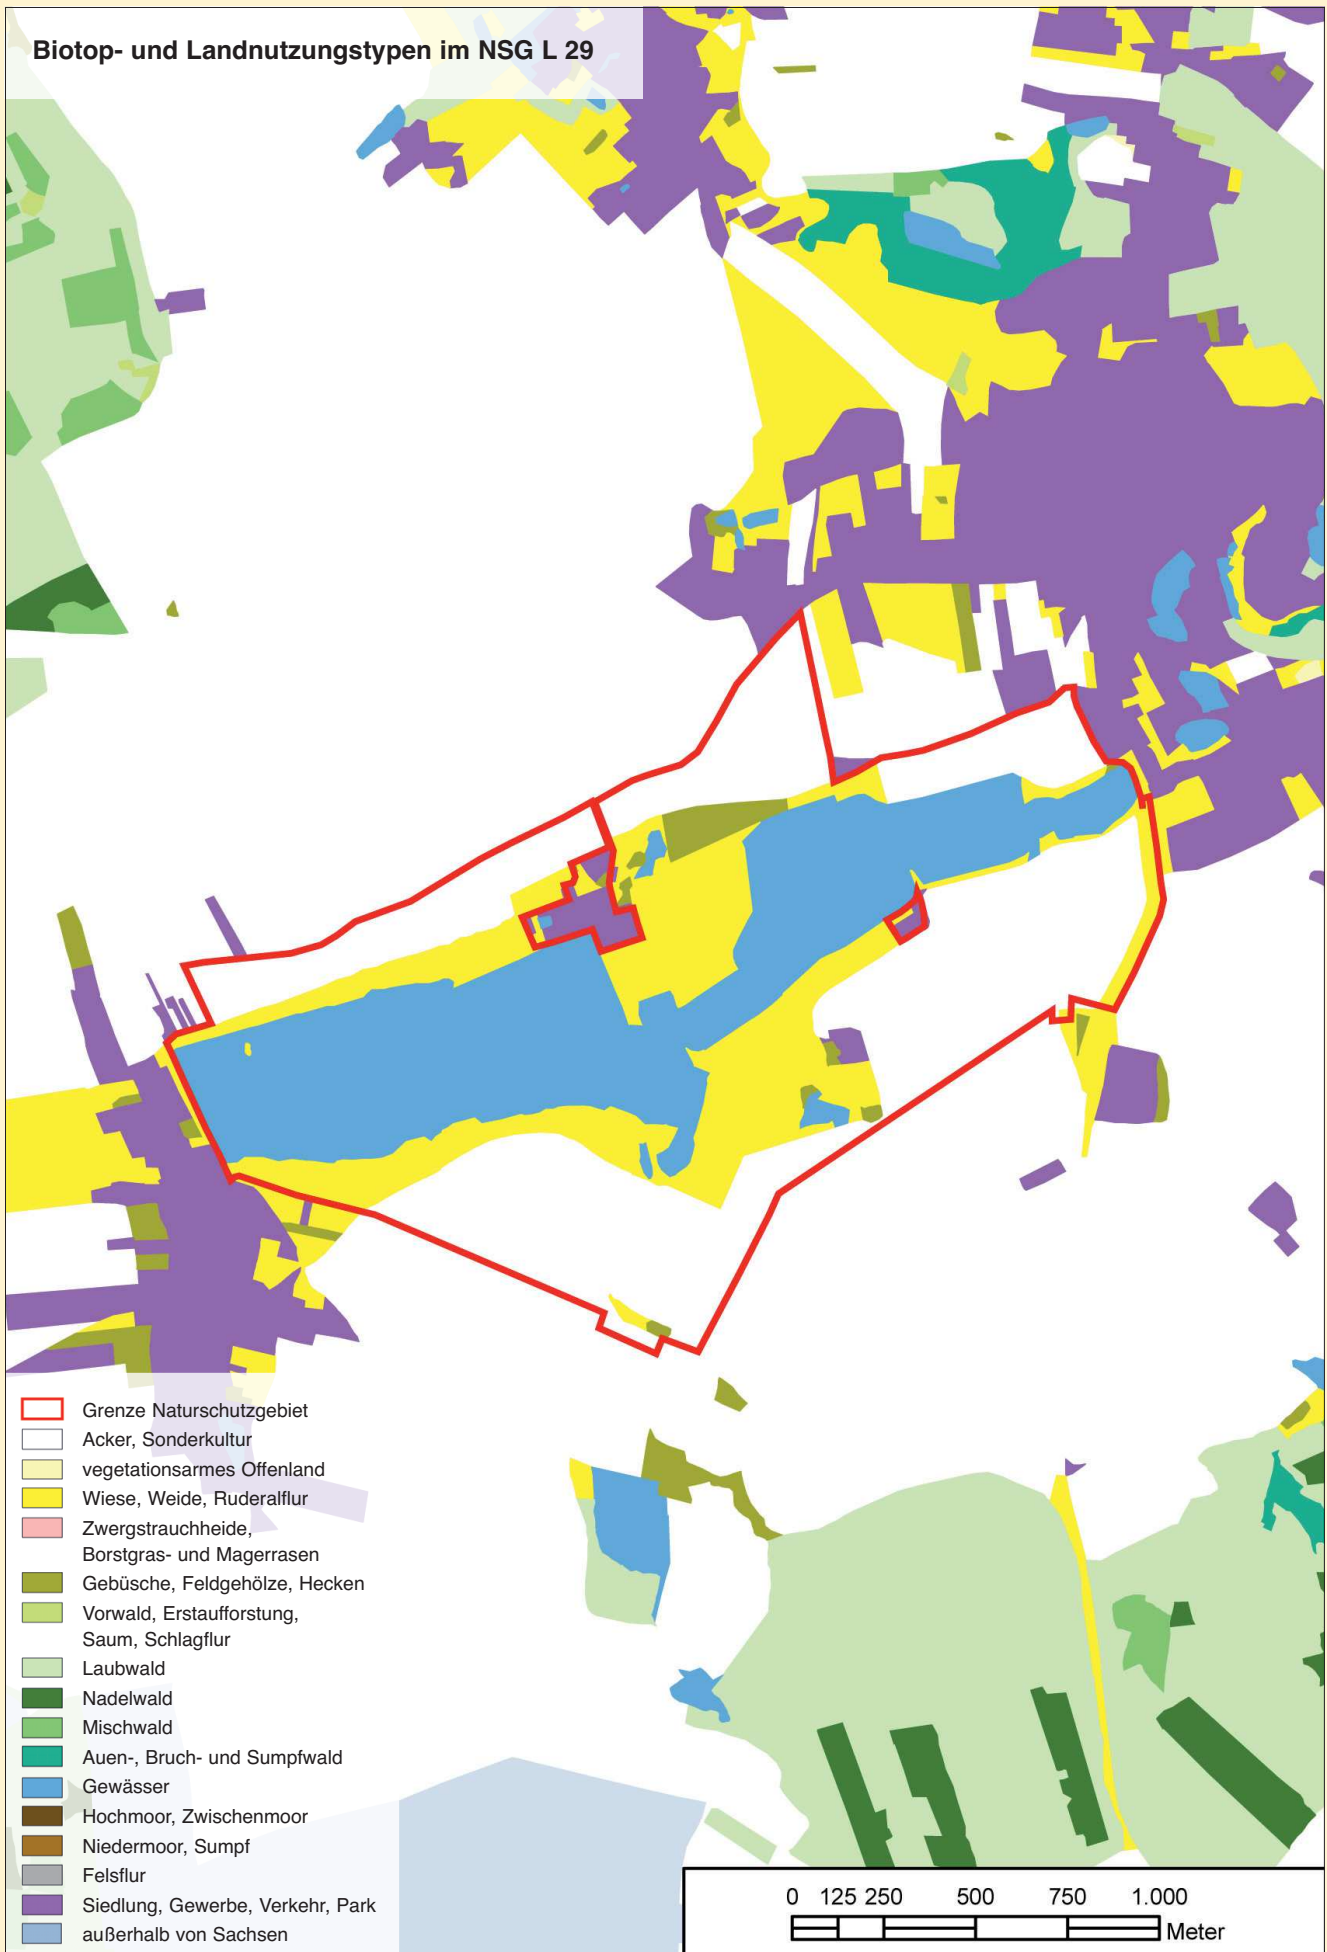 Biotop- und Landnutzungstypen im NSG L 29
Grenze Naturschutzgebiet
Acker, Sonderkultur
vegetationsarmes Offenland
Wiese, Weide, Ruderalflur
Zwergstrauchheide,
Borstgras- und Magerrasen
Gebüsche, Feldgehölze, Hecken
Vorwald, Erstaufforstung,
Saum, Schlagflur
Laubwald
Nadelwald
Mischwald
Auen-, Bruch- und Sumpfwald
Gewässer
Hochmoor, Zwischenmoor
Niedermoor, Sumpf
Felsflur
Siedlung, Gewerbe, Verkehr, Park
außerhalb von Sachsen
0 125 250 500 750 1.000
Meter